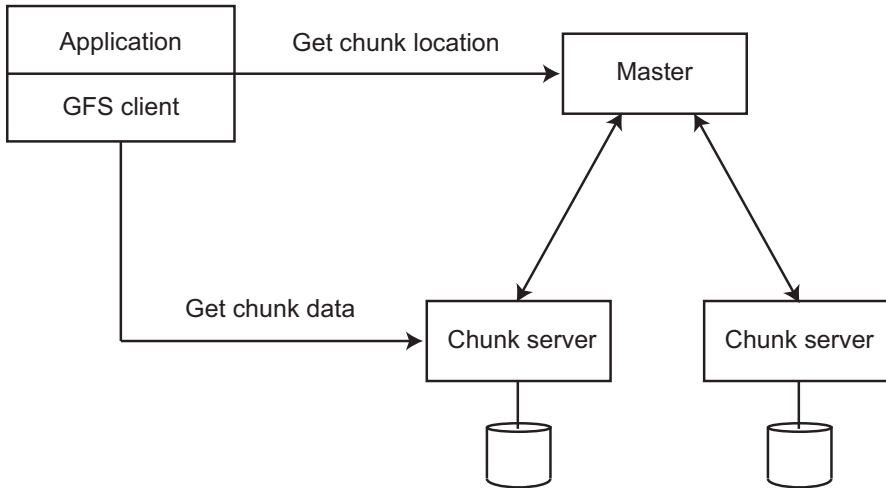 Application
GFS client
Get chunk location
Master
Get chunk data
Chunk server
Chunk server